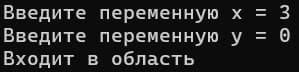 Введите переменную x = 3
Введите переменную y = 0
Входит в область